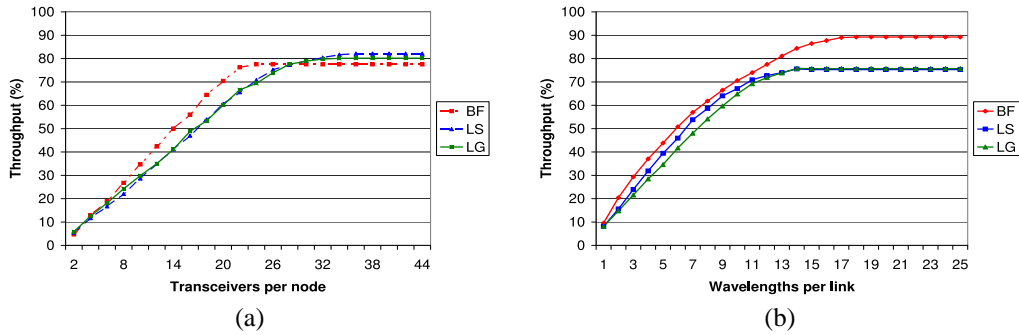 100
90
80
70
60
50
40
30
20
10
0
Throughput (%)
2 8 14 20 26 32 38 44
Transceivers per node
BF
LS
LG
(a)
100
90
80
70
60
50
40
30
20
10
0
Throughput (%)
1 3 5 7 9 11 13 15 17 19 21 23 25
Wavelengths per link
BF
LS
LG
(b)